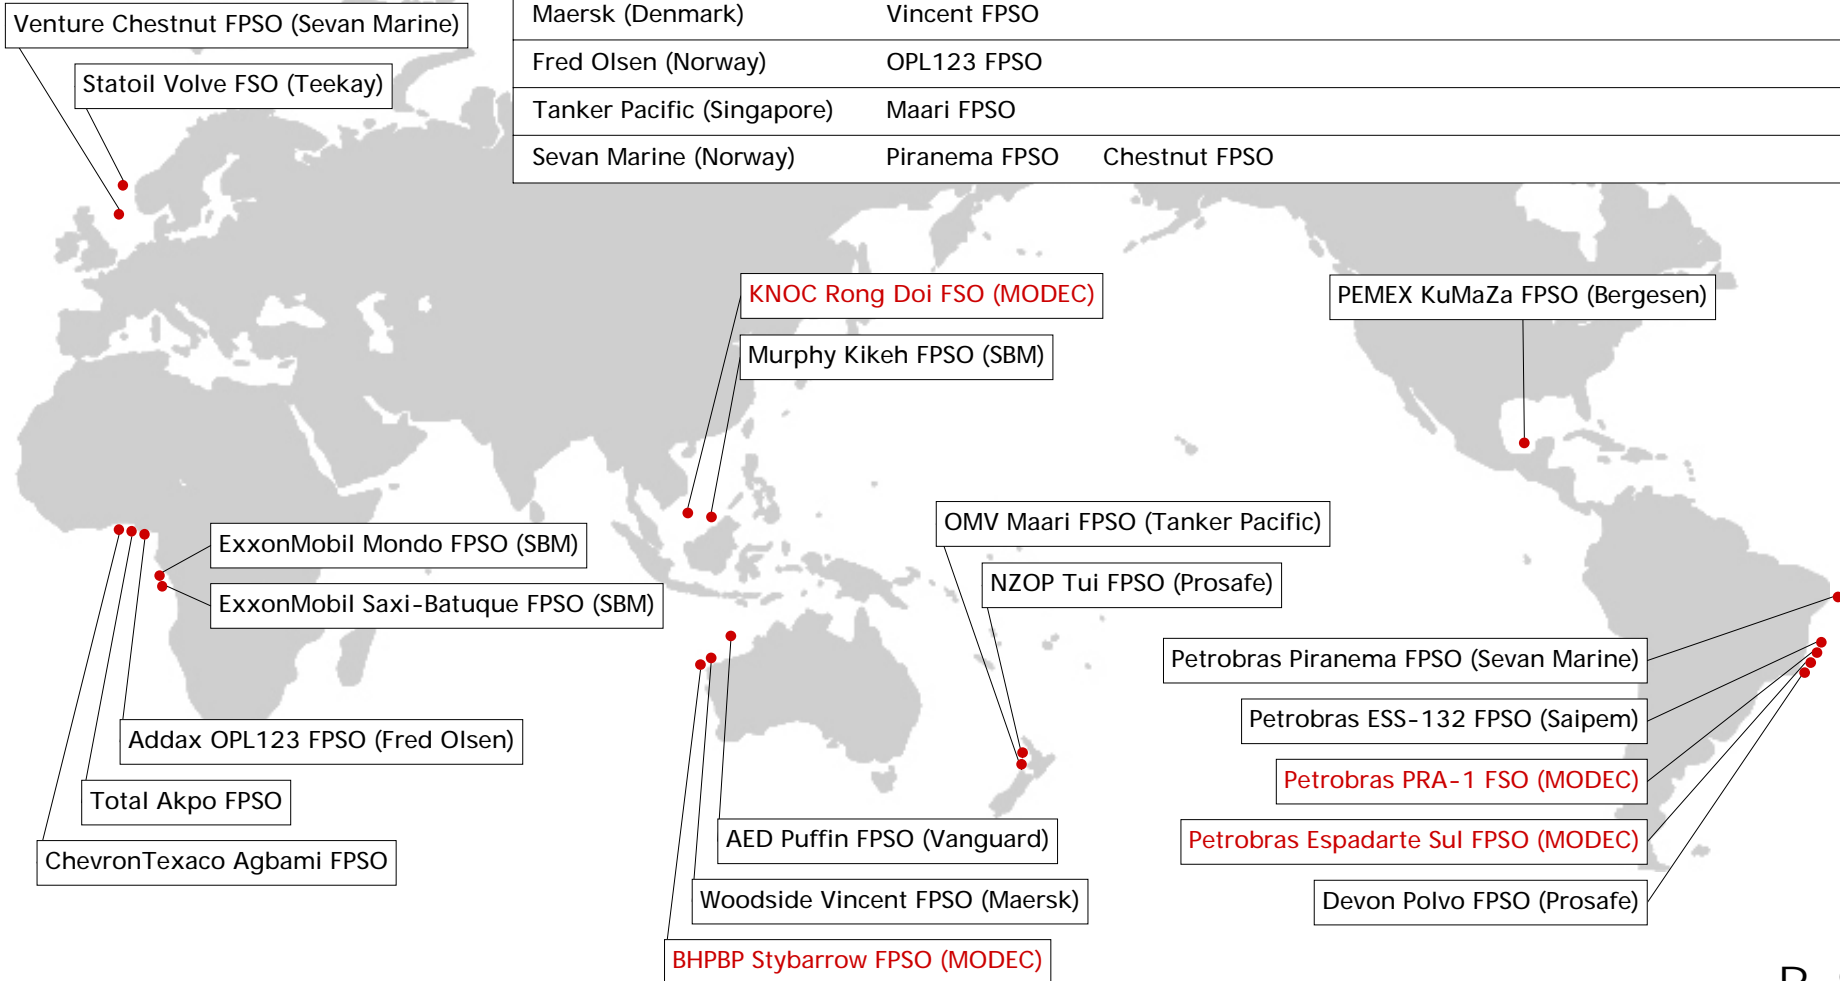 Maersk (Denmark) Vincent FPSO
Venture Chestnut FPSO (Sevan Marine)
Fred Olsen (Norway) OPL123 FPSO
Statoil Volve FSO (Teekay)
Tanker Pacific (Singapore) Maari FPSO
Sevan Marine (Norway) Piranema FPSO Chestnut FPSO
KNOC Rong Doi FSO (MODEC)
PEMEX KuMaZa FPSO (Bergesen)
Murphy Kikeh FPSO (SBM)
OMV Maari FPSO (Tanker Pacific)
ExxonMobil Mondo FPSO (SBM)
NZOP Tui FPSO (Prosafe)
ExxonMobil Saxi-Batuque FPSO (SBM)
Petrobras Piranema FPSO (Sevan Marine)
Petrobras ESS-132 FPSO (Saipem)
Addax OPL123 FPSO (Fred Olsen)
Petrobras PRA-1 FSO (MODEC)
Total Akpo FPSO
AED Puffin FPSO (Vanguard)
Petrobras Espadarte Sul FPSO (MODEC)
ChevronTexaco Agbami FPSO
Woodside Vincent FPSO (Maersk)
Devon Polvo FPSO (Prosafe)
BHPBP Stybarrow FPSO (MODEC)